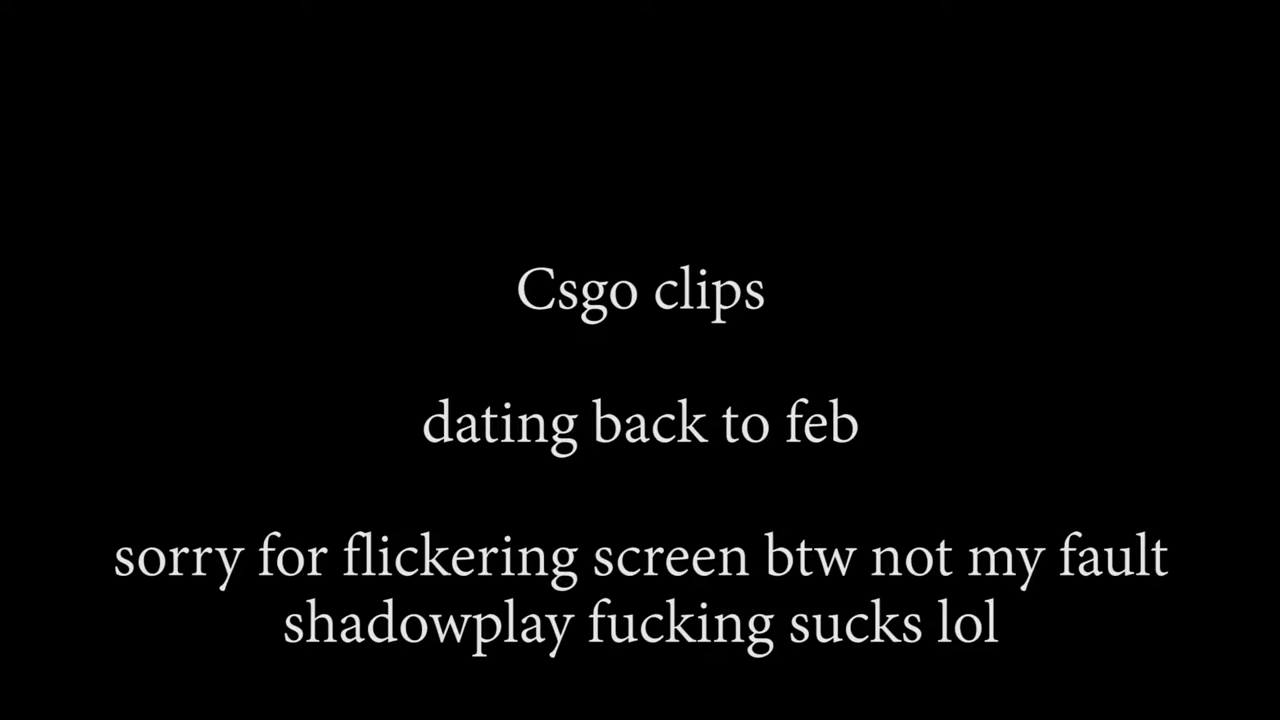 Csgo clips
dating back to feb
sorry for flickering screen btw not my fault
shadowplay fucking sucks lol